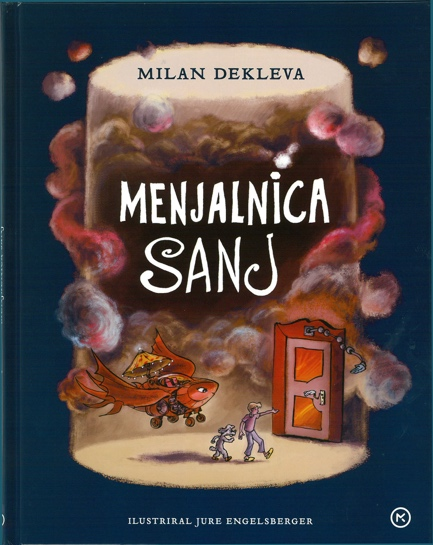 MILAN DEKLEVA
MENJALNICA
SANJ
ILUSTRIRAL JURE ENGELSBERGER